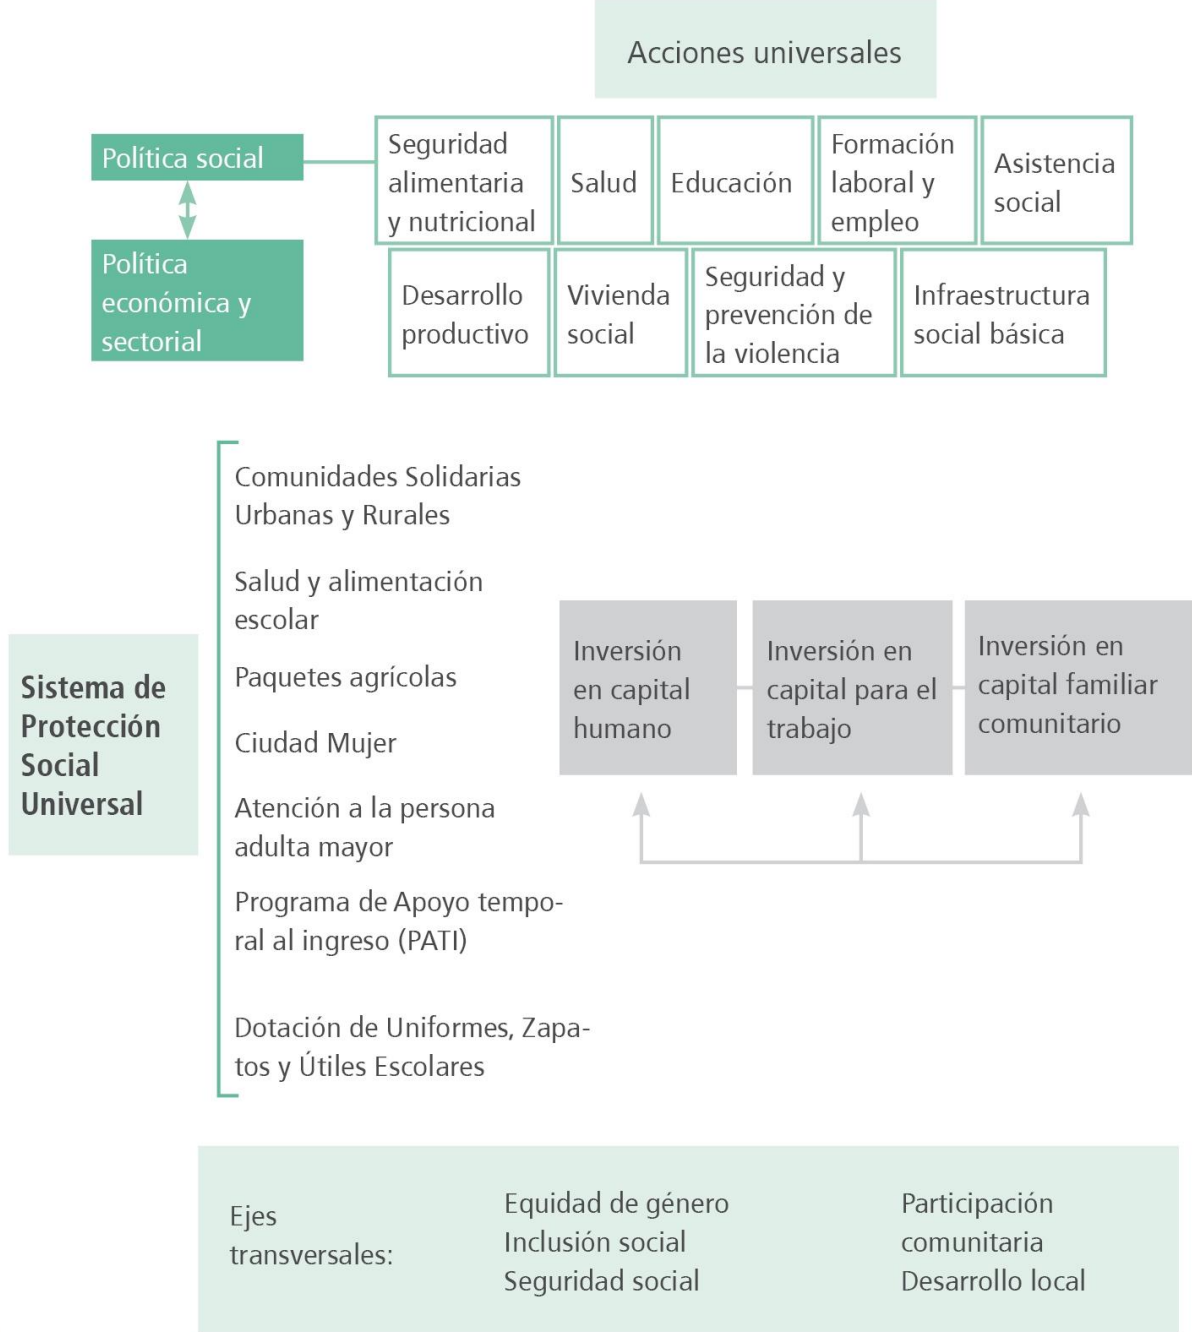 Acciones universales
Política social
Seguridad
alimentaria
y nutricional
Salud
Educación
Formación
laboral y
empleo
Asistencia
social
Política
económica y
sectorial
Desarrollo
productivo
Vivienda
social
Seguridad y
prevención de
la violencia
Infraestructura
social básica
Sistema de
Protección
Social
Universal
Comunidades Solidarias
Urbanas y Rurales
Salud y alimentación
escolar
Paquetes agrícolas
Ciudad Mujer
Atención a la persona
adulta mayor
Programa de Apoyo tempo-
ral al ingreso (PATI)
Dotación de Uniformes, Zapa-
tos y Útiles Escolares
Inversión
en capital
humano
Inversión en
capital para el
trabajo
Inversión en
capital familiar
comunitario
Ejes
transversales:
Equidad de género
Inclusión social
Seguridad social
Participación
comunitaria
Desarrollo local